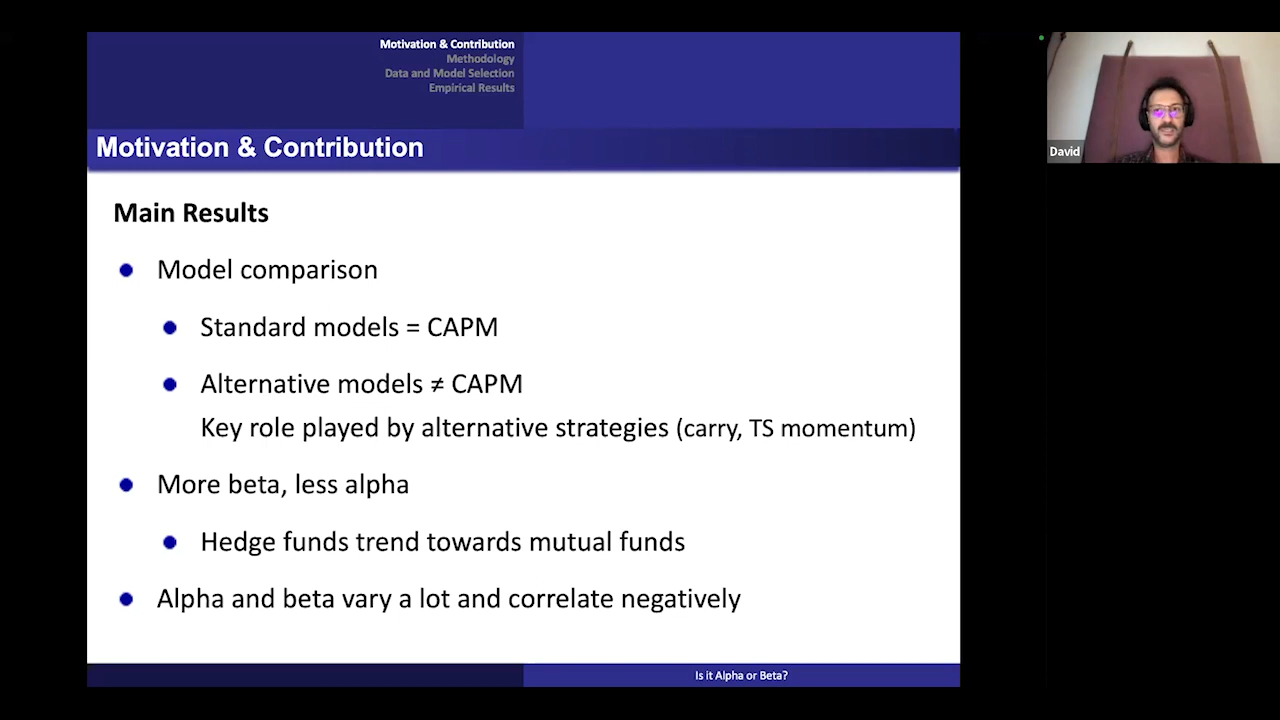 Motivation & Contribution
Methodology
Data and Model Selection
Empirical Results
Motivation & Contribution
Main Results
Model comparison
Standard models = CAPM
Alternative models ≠ CAPM
Key role played by alternative strategies (carry, TS momentum)
More beta, less alpha
Hedge funds trend towards mutual funds
Alpha and beta vary a lot and correlate negatively
Is it Alpha or Beta?
David